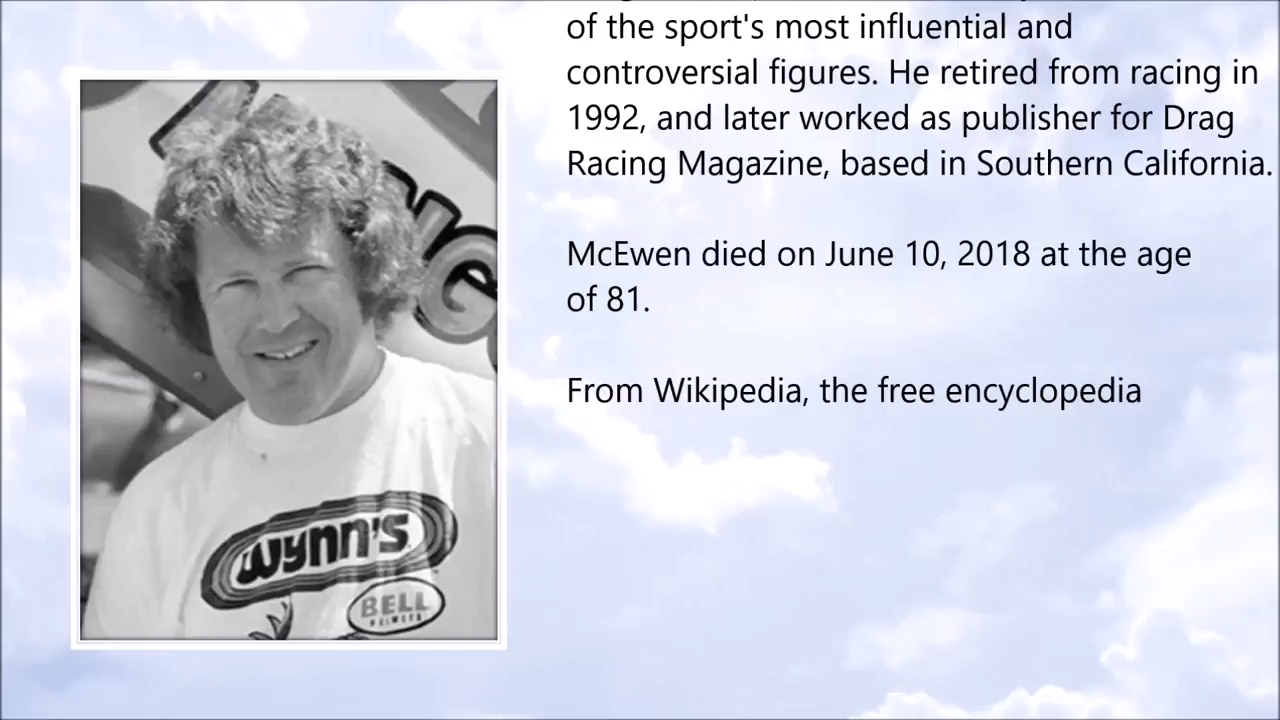 of the sport's most influential and
controversial figures. He retired from racing in
1992, and later worked as publisher for Drag
Racing Magazine, based in Southern California.
McEwen died on June 10, 2018 at the age
of 81.
From Wikipedia, the free encyclopedia
WYNN'S
BELL
HELMETS